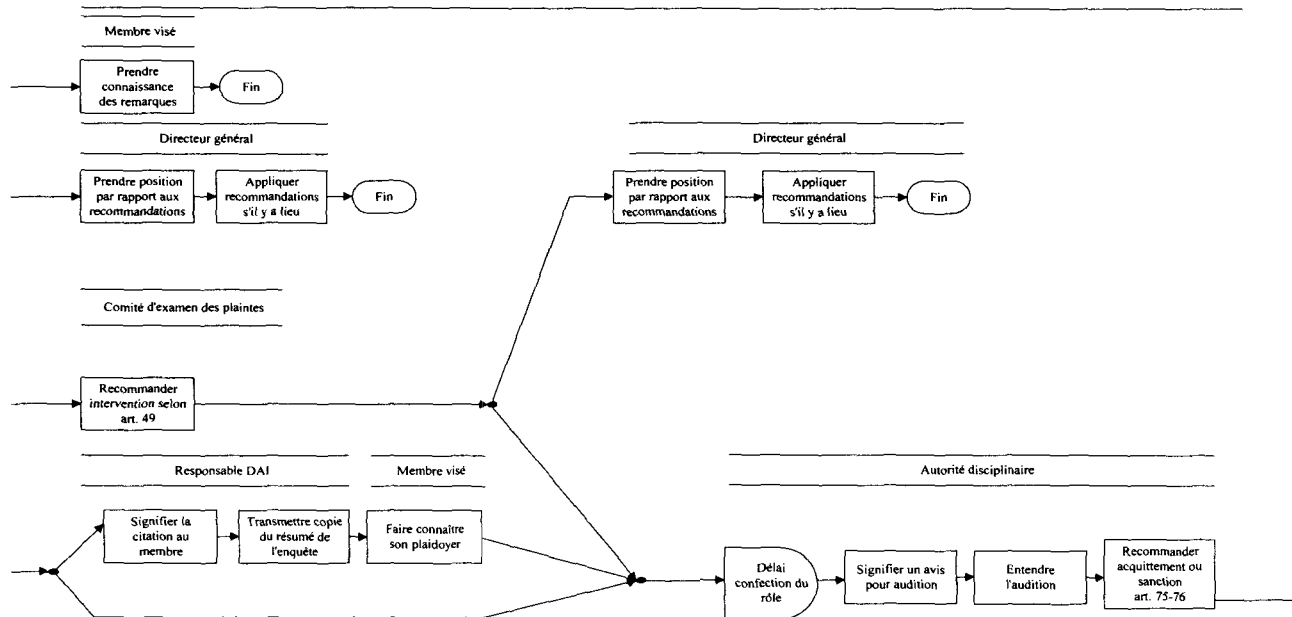 Membre visé
Prendre
connaissance
des remarques
Fin
Directeur général
Prendre position
par rapport aux
recommandations
Appliquer
recommandations
s'il y a lieu
Fin
Directeur général
Prendre position
par rapport aux
recommandations
Appliquer
recommandations
s'il y a lieu
Fin
Comité d'examen des plaintes
Recommander
intervention selon
art. 49
Responsable DAI
Signifier la
citation au
membre
Transmettre copie
du résumé de
l'enquête
Membre visé
Faire connaître
son plaidoyer
Autorité disciplinaire
Délai
confection du
rôle
Signifier un avis
pour audition
Entendre
l'audition
Recommander
acquittement ou
sanction
art. 75-76